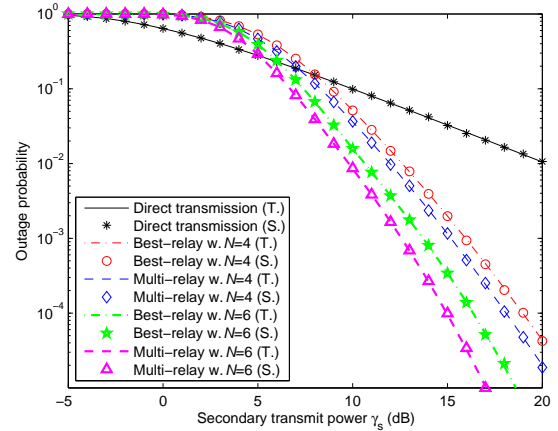 10^0
10^-1
10^-2
10^-3
10^-4
Outage probability
Direct transmission (T.)
Direct transmission (S.)
Best-relay w. N=4 (T.)
Best-relay w. N=4 (S.)
Multi-relay w. N=4 (T.)
Multi-relay w. N=4 (S.)
Best-relay w. N=6 (T.)
Best-relay w. N=6 (S.)
Multi-relay w. N=6 (T.)
Multi-relay w. N=6 (S.)
-5 0 5 10 15 20
Secondary transmit power γs (dB)